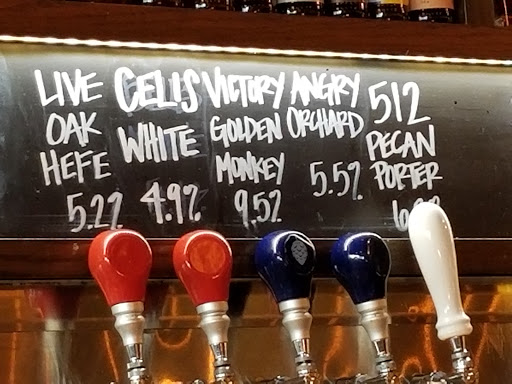 LIVE
OAK
HEFE
5.2%
CELIS
WHITE
4.9%
VICTORY
GOLDEN
MONKEY
9.5%
ANGRY
ORCHARD
5.5%
512
PECAN
PORTER